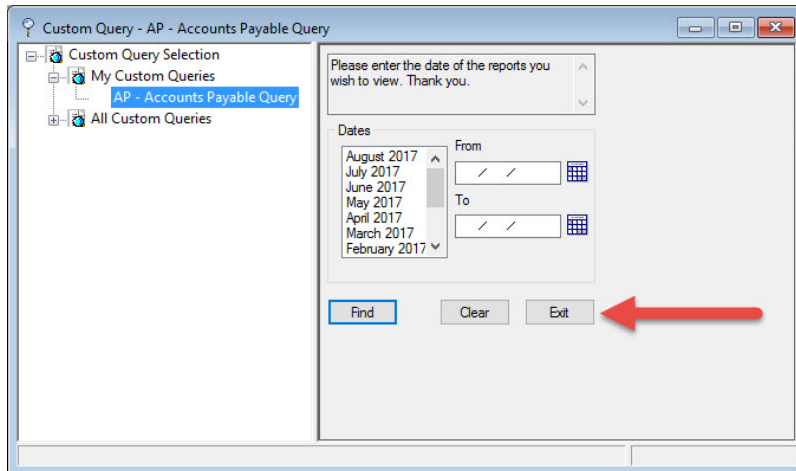 Custom Query - AP - Accounts Payable Query
Custom Query Selection
My Custom Queries
AP - Accounts Payable Query
All Custom Queries
Please enter the date of the reports you
wish to view. Thank you.
Dates
August 2017
July 2017
June 2017
May 2017
April 2017
March 2017
February 2017
From
/ /
To
/ /
Find
Clear
Exit